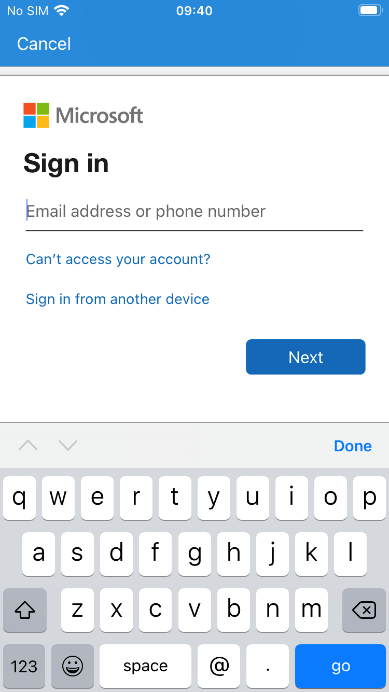 No SIM 09:40
Cancel
Microsoft
Sign in
Email address or phone number
Can't access your account?
Sign in from another device
Next
Done
q w e r t y u i o p
a s d f g h j k l
z x c v b n m
123 space @ . go